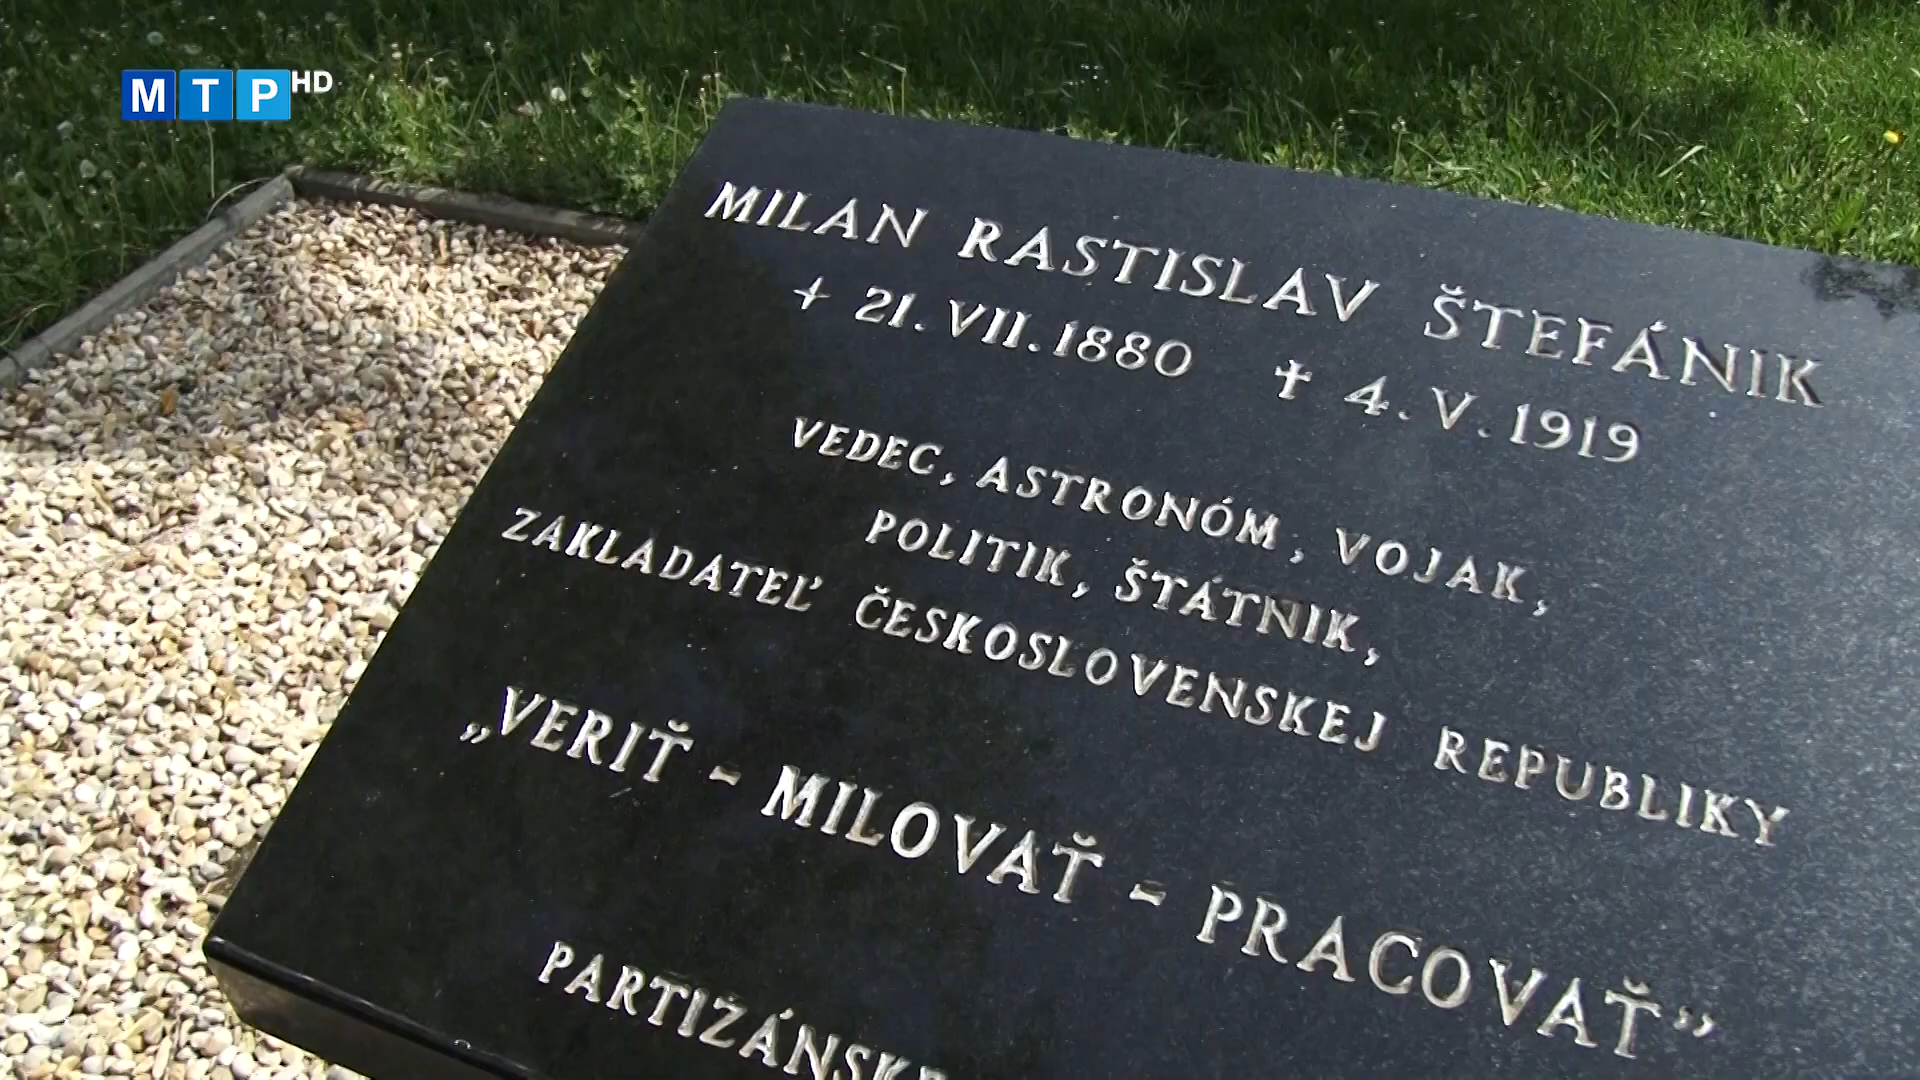 MTP HD
MILAN RASTISLAV ŠTEFÁNIK
+ 21. VII. 1880 ✝ 4. V. 1919
VEDEC, ASTRONÓM, VOJAK,
POLITIK, ŠTÁTNIK,
ZAKLADATEĽ ČESKOSLOVENSKEJ REPUBLIKY
„VERIŤ - MILOVAŤ - PRACOVAŤ”
PARTIZÁNSKE